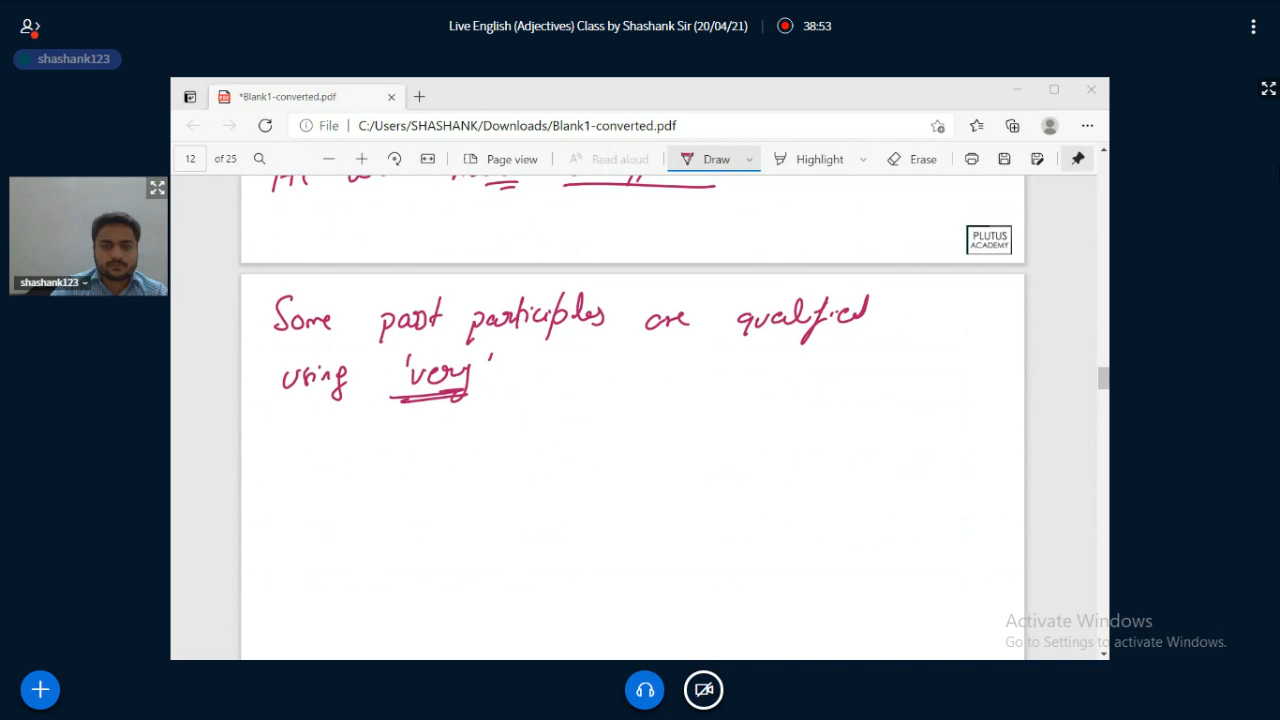 Live English (Adjectives) Class by Shashank Sir (20/04/21)
38:53
shashank123
*Blank1-converted.pdf
File
C:/Users/SHASHANK/Downloads/Blank1-converted.pdf
12 of 25
Page view
Read aloud
Draw
Highlight
Erase
shashank123
PLUTUS
ACADEMY
Some past participles are qualified
using 'very'
Activate Windows
Go to Settings to activate Windows.